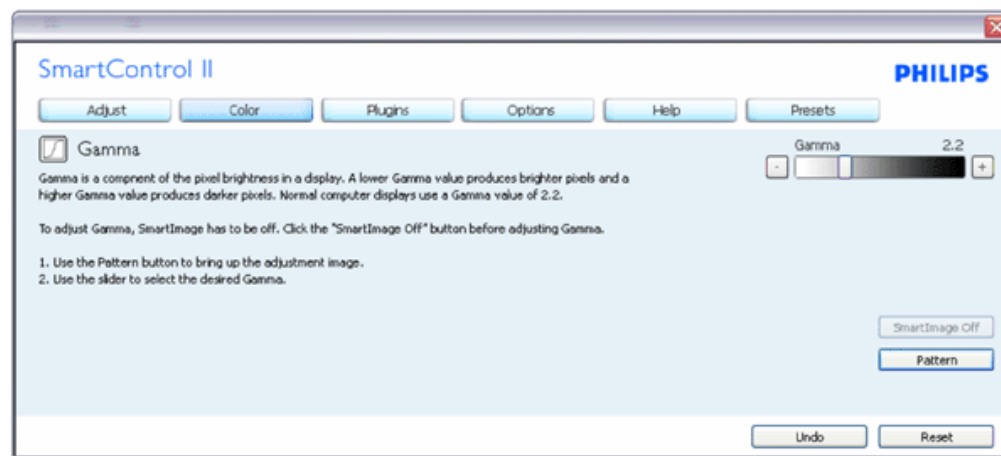 SmartControl II
PHILIPS
Adjust Color Plugins Options Help Presets
Gamma
Gamma 2.2
- +
Gamma is a compnent of the pixel brightness in a display. A lower Gamma value produces brighter pixels and a
higher Gamma value produces darker pixels. Normal computer displays use a Gamma value of 2.2.
To adjust Gamma, SmartImage has to be off. Click the "SmartImage Off" button before adjusting Gamma.
1. Use the Pattern button to bring up the adjustment image.
2. Use the slider to select the desired Gamma.
SmartImage Off
Pattern
Undo Reset